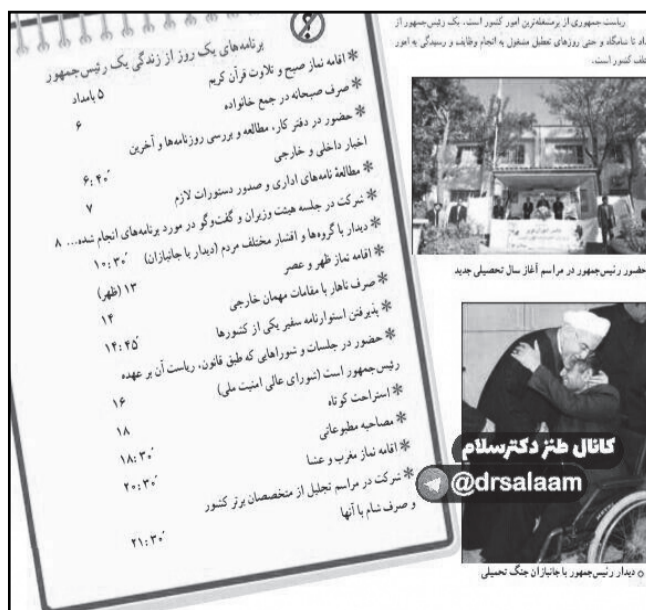 ریاست جمهوری از پرمشغله‌ترین امور کشور است. یک رئیس‌جمهور از
داد تا شامگاه و حتی روزهای تعطیل مشغول به انجام وظایف و رسیدگی به امور
کشور است.
حضور رئیس‌جمهور در مراسم آغاز سال تحصیلی جدید
کانال طنز دکترسلام
@drsalaam
دیدار رئیس‌جمهور با جانبازان جنگ تحمیلی
برنامه‌های یک روز از زندگی یک رئیس‌جمهور
* اقامه نماز صبح و تلاوت قرآن کریم ۵ بامداد
* صرف صبحانه در جمع خانواده ۶
* حضور در دفتر کار، مطالعه و بررسی روزنامه‌ها و آخرین
اخبار داخلی و خارجی ۶:۴۰′
* مطالعهٔ نامه‌های اداری و صدور دستورات لازم ۷
* شرکت در جلسه هیئت وزیران و گفت‌وگو در مورد برنامه‌های انجام شده... ۸
* دیدار با گروه‌ها و اقشار مختلف مردم (دیدار با جانبازان) ۱۰:۳۰′
* اقامه نماز ظهر و عصر ۱۳ (ظهر)
* صرف ناهار با مقامات مهمان خارجی ۱۴
* پذیرفتن استوارنامه سفیر یکی از کشورها ۱۴:۴۵′
* حضور در جلسات و شوراهایی که طبق قانون، ریاست آن بر عهده
رئیس‌جمهور است (شورای عالی امنیت ملی) ۱۶
* استراحت کوتاه ۱۸
* مصاحبه مطبوعاتی ۱۸:۳۰′
* اقامه نماز مغرب و عشا ۲۰:۳۰′
* شرکت در مراسم تجلیل از متخصصان برتر کشور
و صرف شام با آنها ۲۱:۳۰′